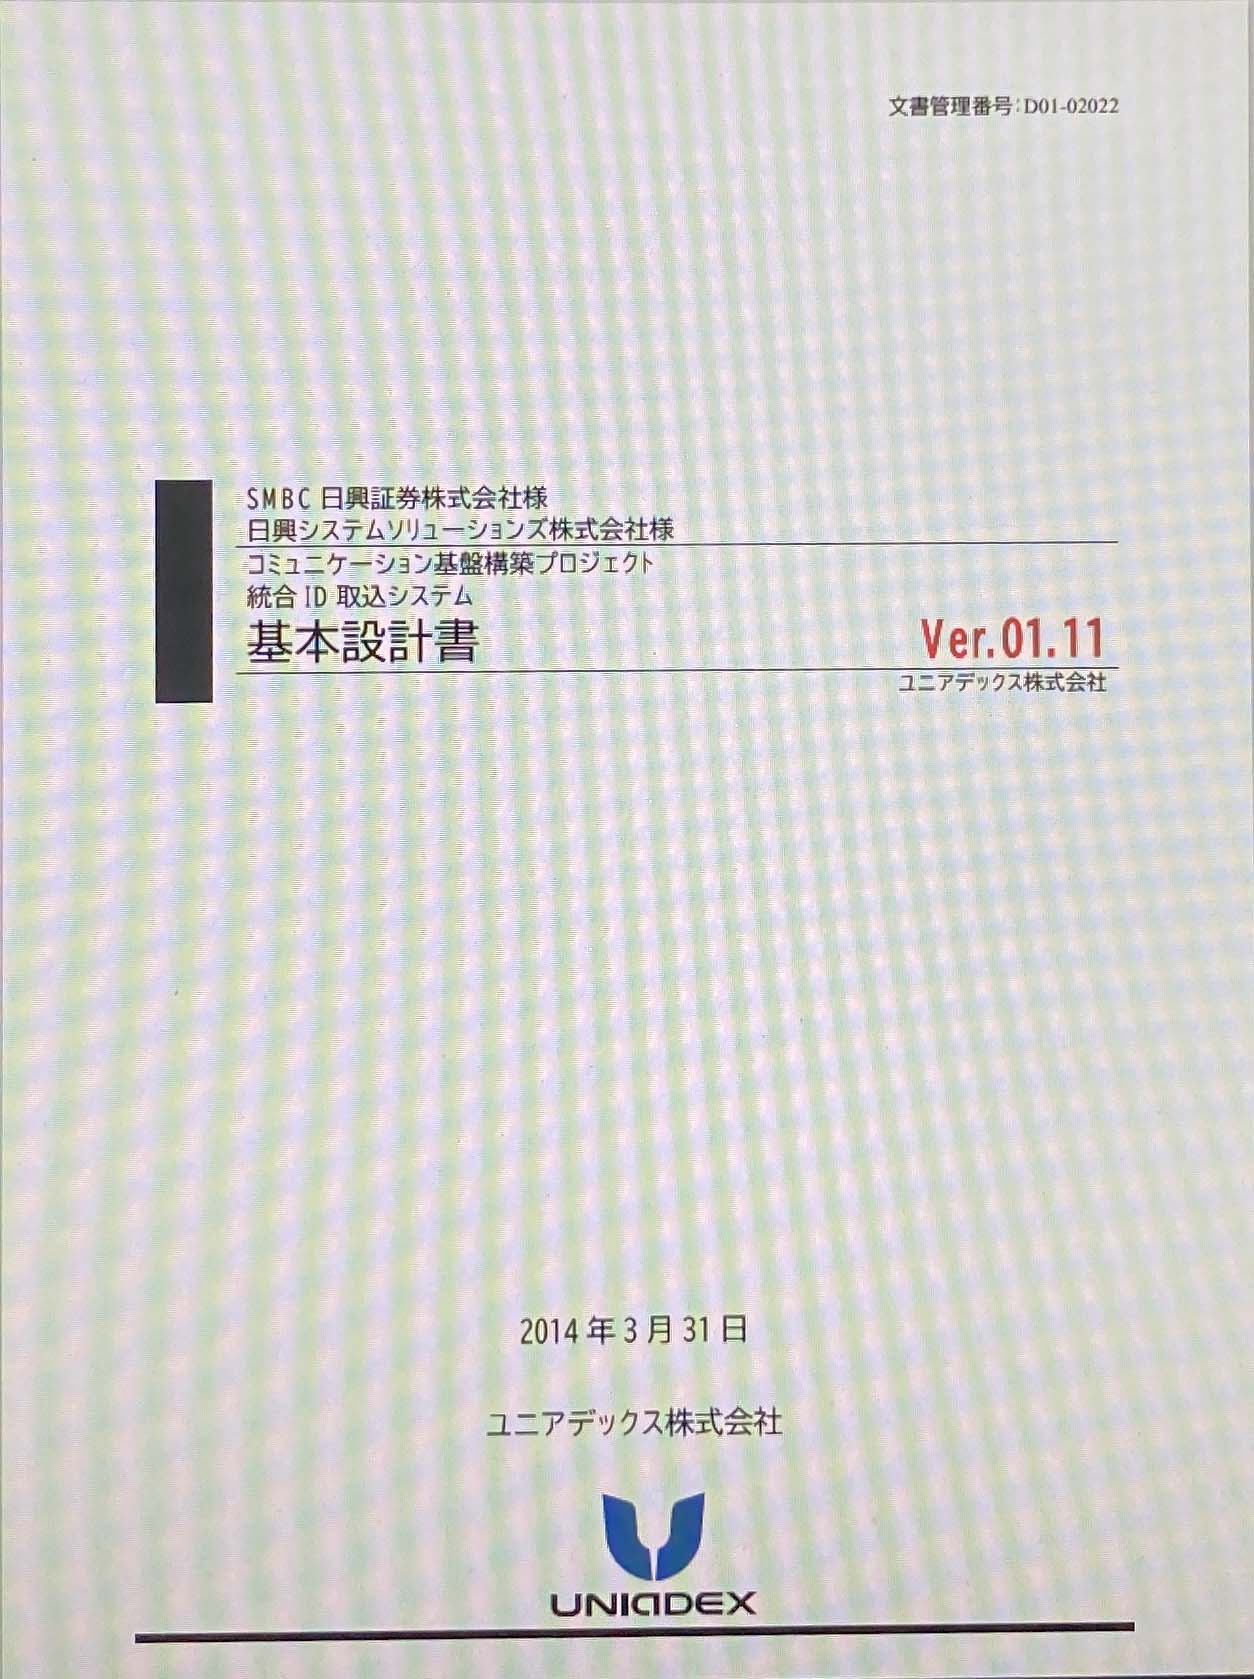 文書管理番号:D01-02022
SMBC 日興証券株式会社様
日興システムソリューションズ株式会社様
コミュニケーション基盤構築プロジェクト
統合 ID 取込システム
基本設計書
Ver.01.11
ユニアデックス株式会社
2014 年 3 月 31 日
ユニアデックス株式会社
UNIADEX